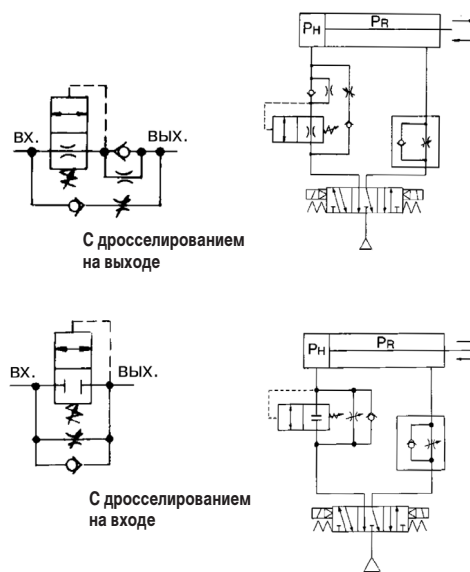 PH PR
ВХ. ВЫХ.
С дросселированием
на выходе
PH PR
ВХ. ВЫХ.
С дросселированием
на входе